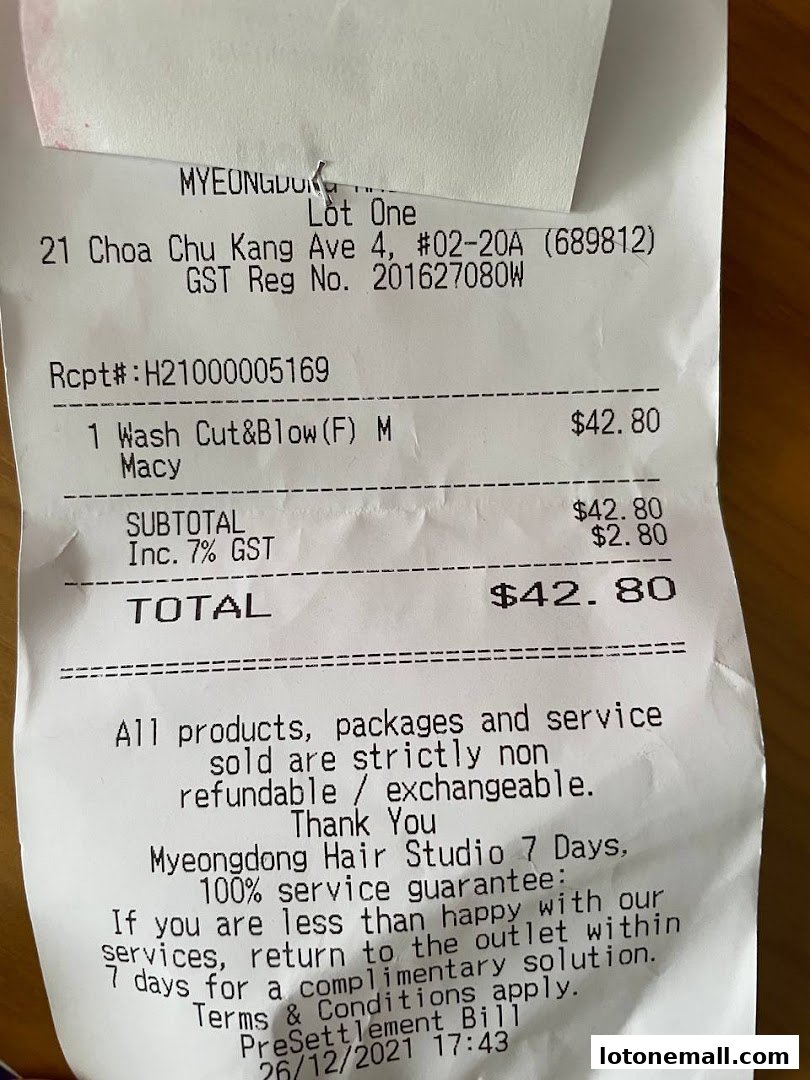 MYEONGDONG
Lot One
21 Choa Chu Kang Ave 4, #02-20A (689812)
GST Reg No. 201627080W
Rcpt#:H21000005169
1 Wash Cut&Blow(F) M $42.80
Macy
SUBTOTAL $42.80
Inc. 7% GST $2.80
TOTAL $42.80
All products, packages and service
sold are strictly non
refundable / exchangeable.
Thank You
Myeongdong Hair Studio 7 Days,
100% service guarantee:
If you are less than happy with our
services, return to the outlet within
7 days for a complimentary solution.
Terms & Conditions apply.
PreSettlement Bill
26/12/2021 17:43
lotonemall.com